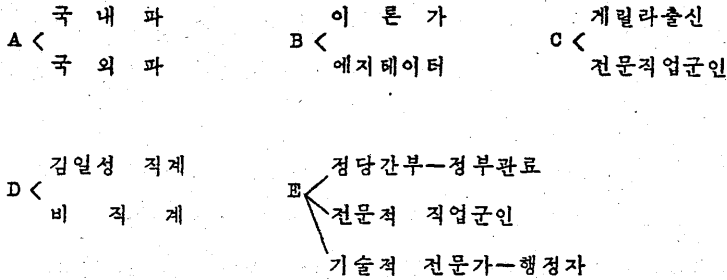 A < 국 내 파
국 외 파
B < 이 론 가
에지테이터
C < 게릴라출신
전문직업군인
D < 김일성 직계
비 직 계
E 정당간부—정부관료
전문적 직업군인
기술적 전문가—행정자